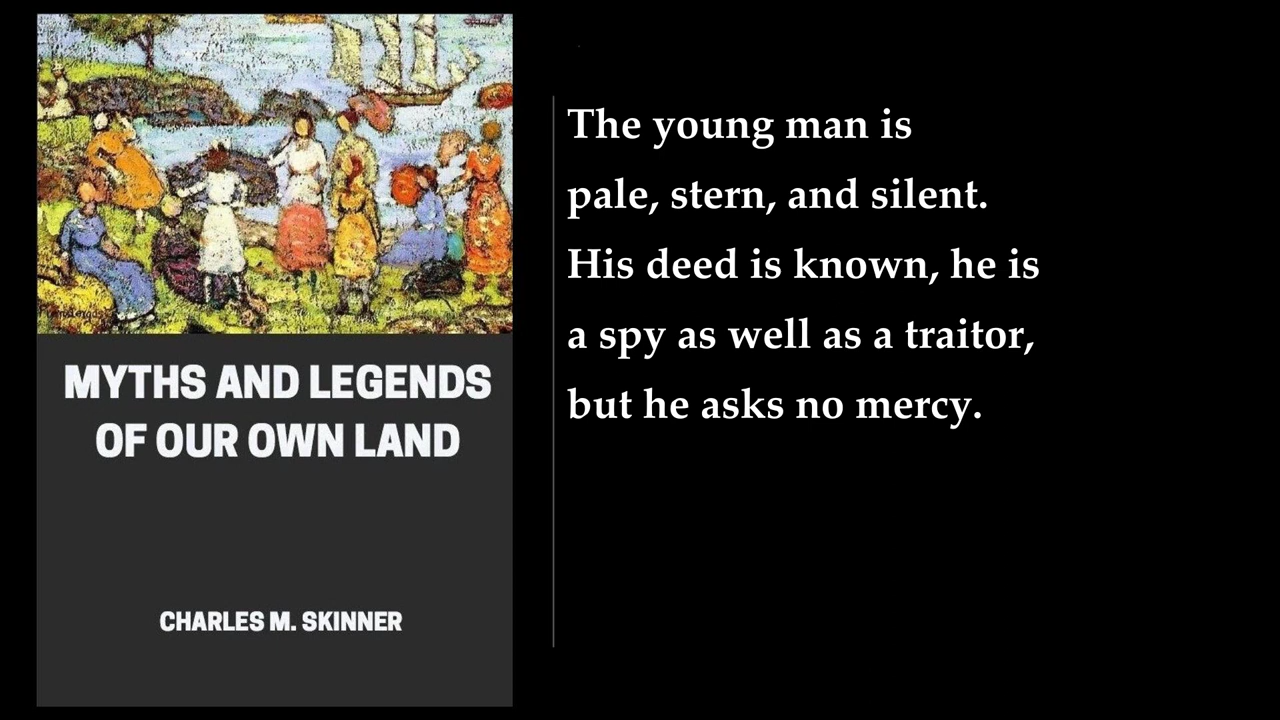 MYTHS AND LEGENDS
OF OUR OWN LAND
CHARLES M. SKINNER
The young man is
pale, stern, and silent.
His deed is known, he is
a spy as well as a traitor,
but he asks no mercy.